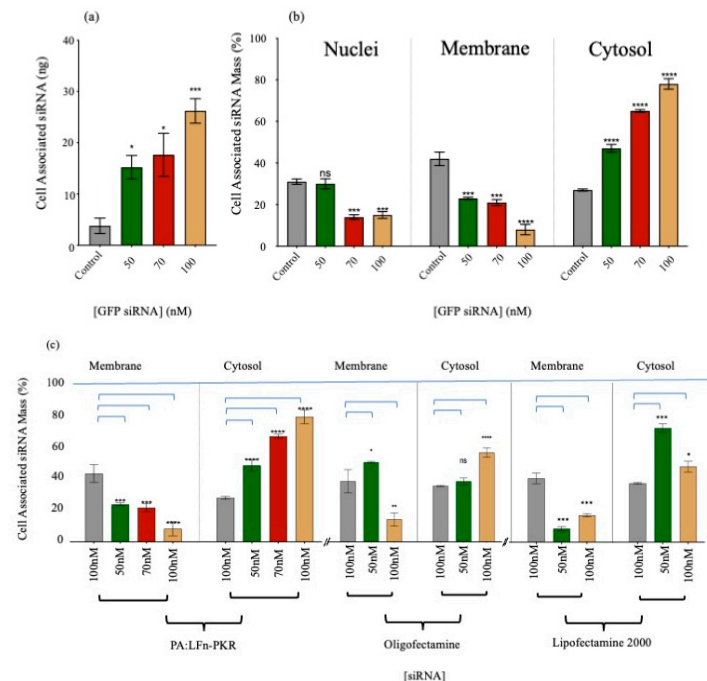 (a)
Cell Associated siRNA (ng)
40
30
20
10
0
*
*
***
Control
50
70
100
[GFP siRNA] (nM)
(b)
Cell Associated siRNA Mass (%)
100
80
60
40
20
0
Nuclei
Membrane
Cytosol
ns
***
***
***
***
****
****
****
****
Control
50
70
100
Control
50
70
100
Control
50
70
100
[GFP siRNA] (nM)
(c)
Membrane
Cytosol
Membrane
Cytosol
Membrane
Cytosol
Cell Associated siRNA Mass (%)
100
80
60
40
20
0
***
***
****
****
****
****
*
**
ns
****
***
***
***
*
100nM
50nM
70nM
100nM
100nM
50nM
70nM
100nM
100nM
50nM
100nM
100nM
50nM
100nM
100nM
50nM
100nM
100nM
50nM
100nM
PA:LFn-PKR
Oligofectamine
Lipofectamine 2000
[siRNA]